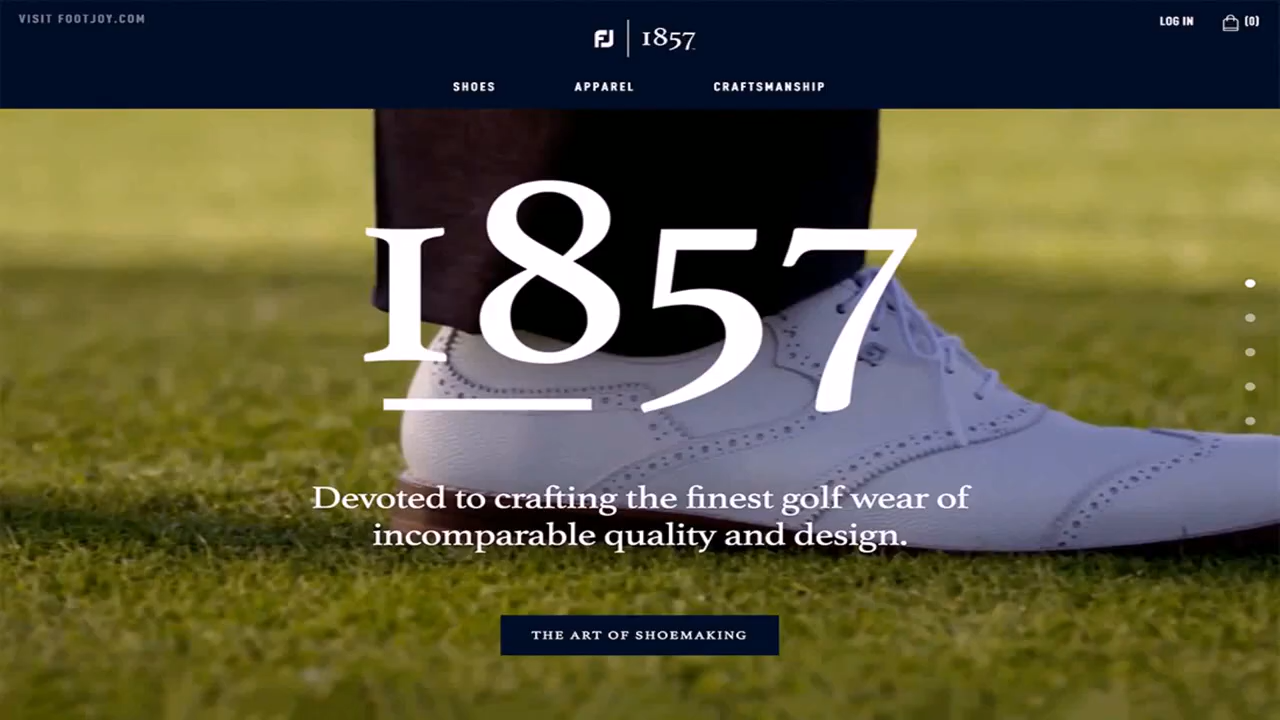 VISIT FOOTJOY.COM
FJ 1857
LOG IN
(0)
SHOES
APPAREL
CRAFTSMANSHIP
1857
Devoted to crafting the finest golf wear of
incomparable quality and design.
THE ART OF SHOEMAKING